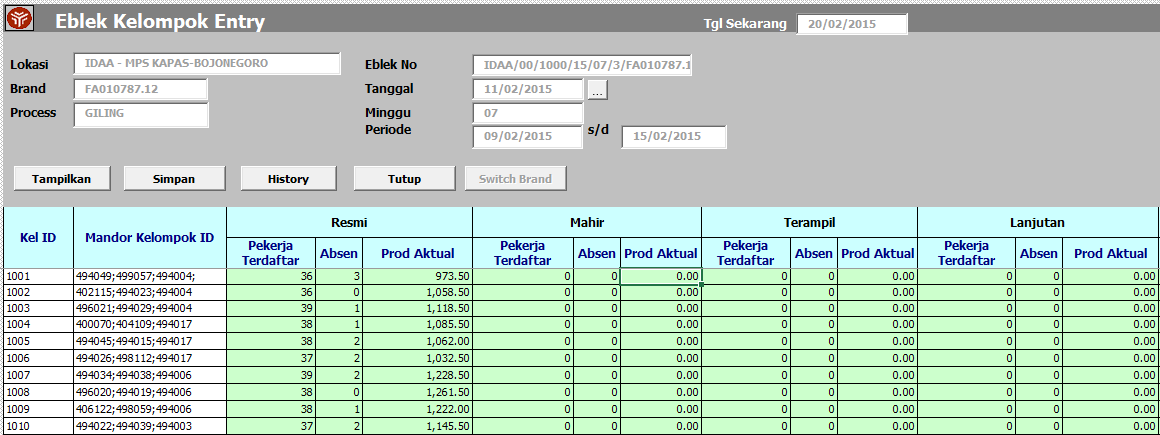 Eblek Kelompok Entry Tgl Sekarang 20/02/2015
Lokasi IDAA - MPS KAPAS-BOJONEGORO Eblek No IDAA/00/1000/15/07/3/FA010787.1
Brand FA010787.12 Tanggal 11/02/2015 ...
Process GILING Minggu 07
Periode 09/02/2015 s/d 15/02/2015
Tampilkan Simpan History Tutup Switch Brand
Kel ID Mandor Kelompok ID Resmi Mahir Terampil Lanjutan
Pekerja Terdaftar Absen Prod Aktual Pekerja Terdaftar Absen Prod Aktual Pekerja Terdaftar Absen Prod Aktual Pekerja Terdaftar Absen Prod Aktual
1001 494049;499057;494004; 36 3 973.50 0 0 0.00 0 0 0.00 0 0 0.00
1002 402115;494023;494004 36 0 1,058.50 0 0 0.00 0 0 0.00 0 0 0.00
1003 496021;494029;494004 39 1 1,118.50 0 0 0.00 0 0 0.00 0 0 0.00
1004 400070;404109;494017 38 1 1,085.50 0 0 0.00 0 0 0.00 0 0 0.00
1005 494045;494015;494017 38 2 1,062.00 0 0 0.00 0 0 0.00 0 0 0.00
1006 494026;498112;494017 37 2 1,032.50 0 0 0.00 0 0 0.00 0 0 0.00
1007 494034;494038;494006 39 2 1,228.50 0 0 0.00 0 0 0.00 0 0 0.00
1008 496020;494019;494006 38 0 1,261.50 0 0 0.00 0 0 0.00 0 0 0.00
1009 406122;498059;494006 38 1 1,222.00 0 0 0.00 0 0 0.00 0 0 0.00
1010 494022;494039;494003 37 2 1,145.50 0 0 0.00 0 0 0.00 0 0 0.00